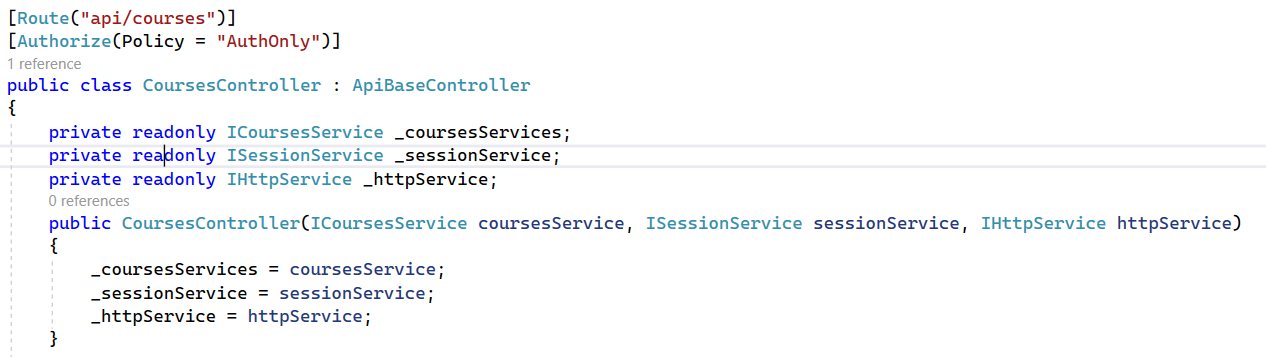 [Route("api/courses")]
[Authorize(Policy = "AuthOnly")]
1 reference
public class CoursesController : ApiBaseController
{
private readonly ICoursesService _coursesServices;
private readonly ISessionService _sessionService;
private readonly IHttpService _httpService;
0 references
public CoursesController(ICoursesService coursesService, ISessionService sessionService, IHttpService httpService)
{
_coursesServices = coursesService;
_sessionService = sessionService;
_httpService = httpService;
}